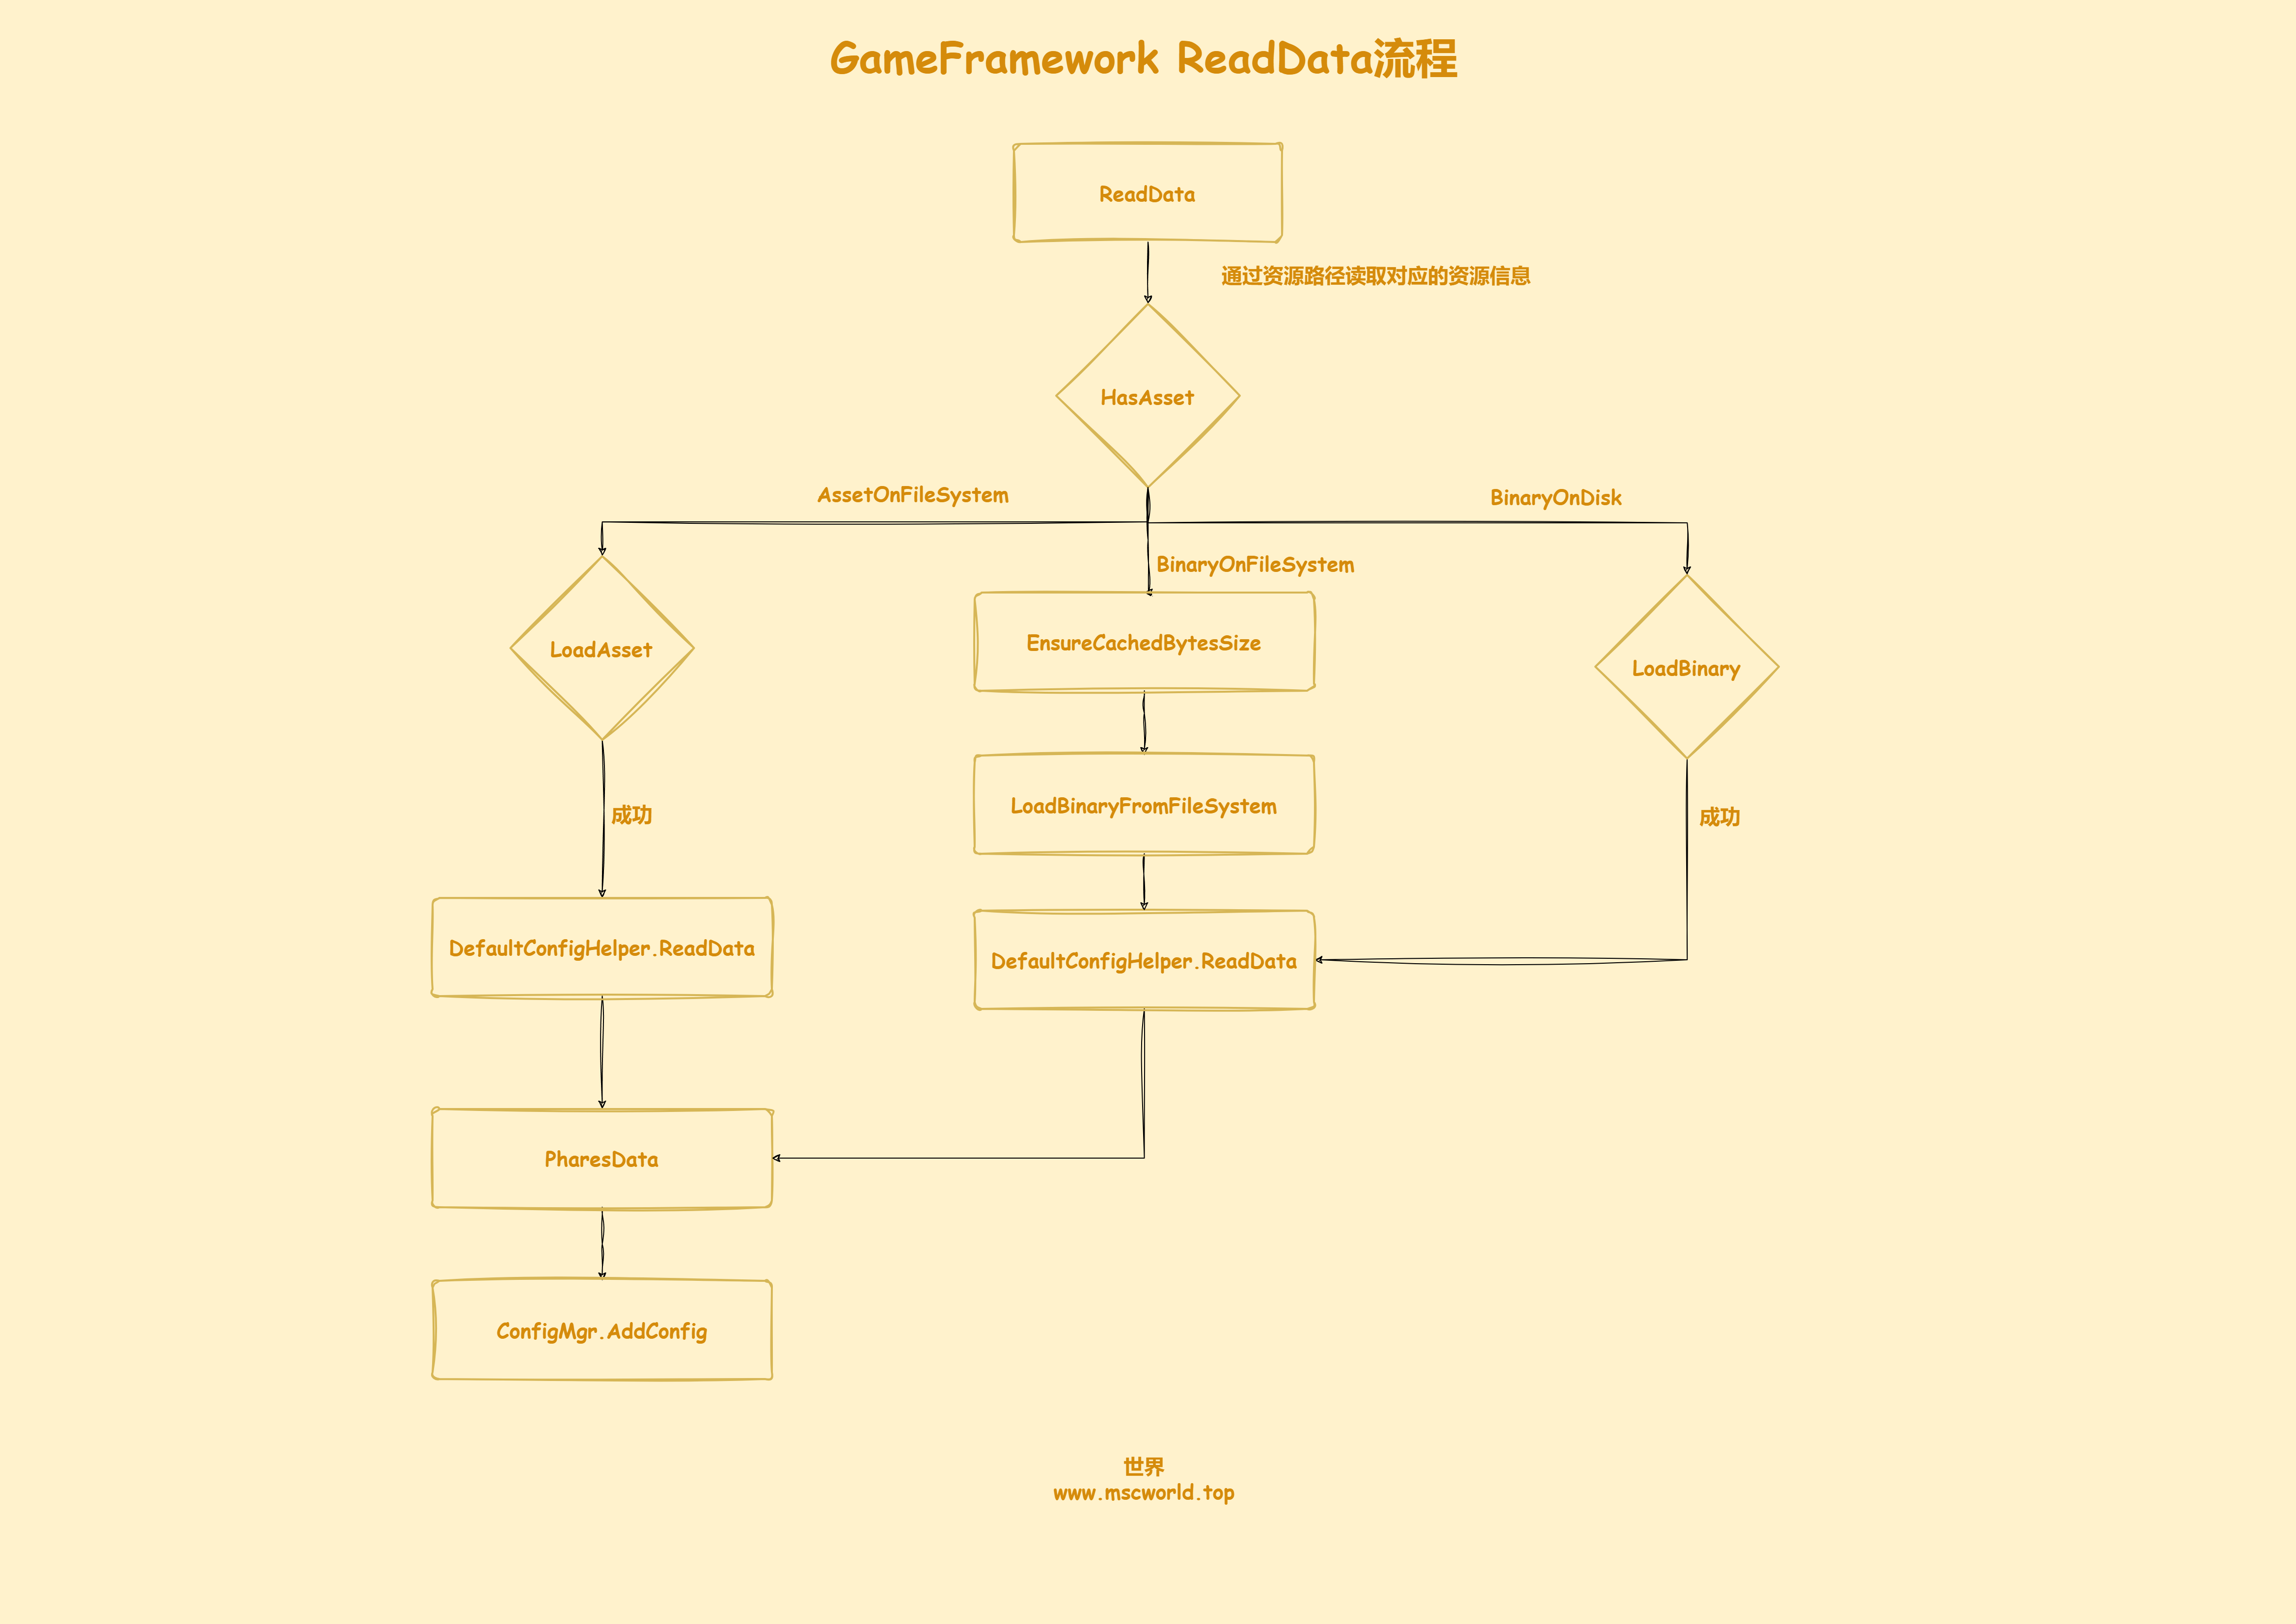 GameFramework ReadData流程
ReadData
通过资源路径读取对应的资源信息
HasAsset
AssetOnFileSystem
BinaryOnDisk
BinaryOnFileSystem
LoadAsset
EnsureCachedBytesSize
LoadBinary
LoadBinaryFromFileSystem
成功
成功
DefaultConfigHelper.ReadData
DefaultConfigHelper.ReadData
PharesData
ConfigMgr.AddConfig
世界
www.mscworld.top